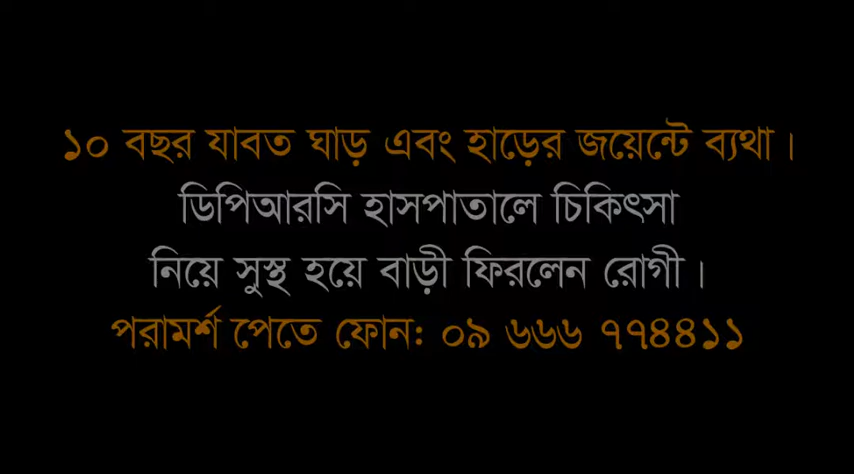 ১০ বছর যাবত ঘাড় এবং হাড়ের জয়েন্টে ব্যথা।
ডিপিআরসি হাসপাতালে চিকিৎসা
নিয়ে সুস্থ হয়ে বাড়ী ফিরলেন রোগী।
পরামর্শ পেতে ফোন: ০৯ ৬৬৬ ৭৭৪৪১১